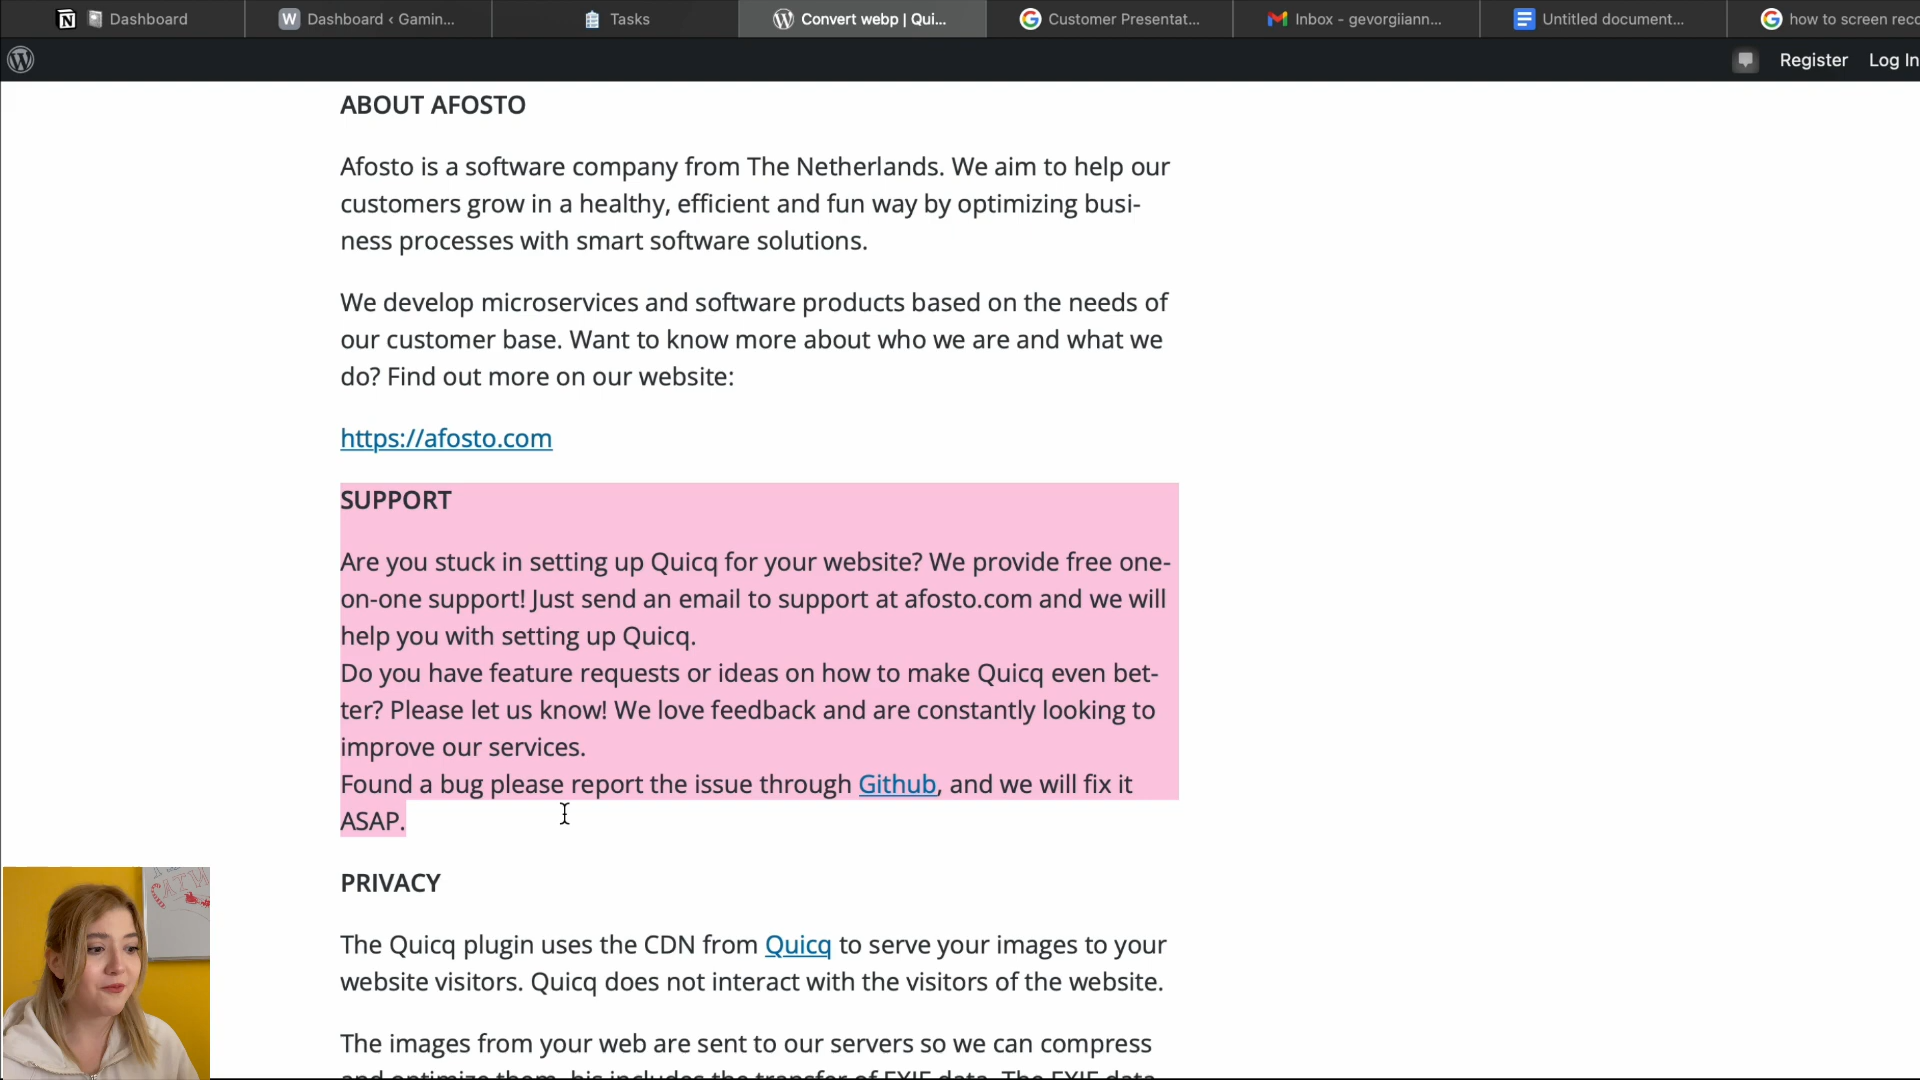 Dashboard
Dashboard ‹ Gamin...
Tasks
Convert webp | Qui...
Customer Presentat...
Inbox - gevorgiiann...
Untitled document...
how to screen reco
Register Log In
ABOUT AFOSTO
Afosto is a software company from The Netherlands. We aim to help our
customers grow in a healthy, efficient and fun way by optimizing busi-
ness processes with smart software solutions.
We develop microservices and software products based on the needs of
our customer base. Want to know more about who we are and what we
do? Find out more on our website:
https://afosto.com
SUPPORT
Are you stuck in setting up Quicq for your website? We provide free one-
on-one support! Just send an email to support at afosto.com and we will
help you with setting up Quicq.
Do you have feature requests or ideas on how to make Quicq even bet-
ter? Please let us know! We love feedback and are constantly looking to
improve our services.
Found a bug please report the issue through Github, and we will fix it
ASAP.
PRIVACY
The Quicq plugin uses the CDN from Quicq to serve your images to your
website visitors. Quicq does not interact with the visitors of the website.
The images from your web are sent to our servers so we can compress
and optimize them, his includes the transfer of EXIF data. The EXIF data